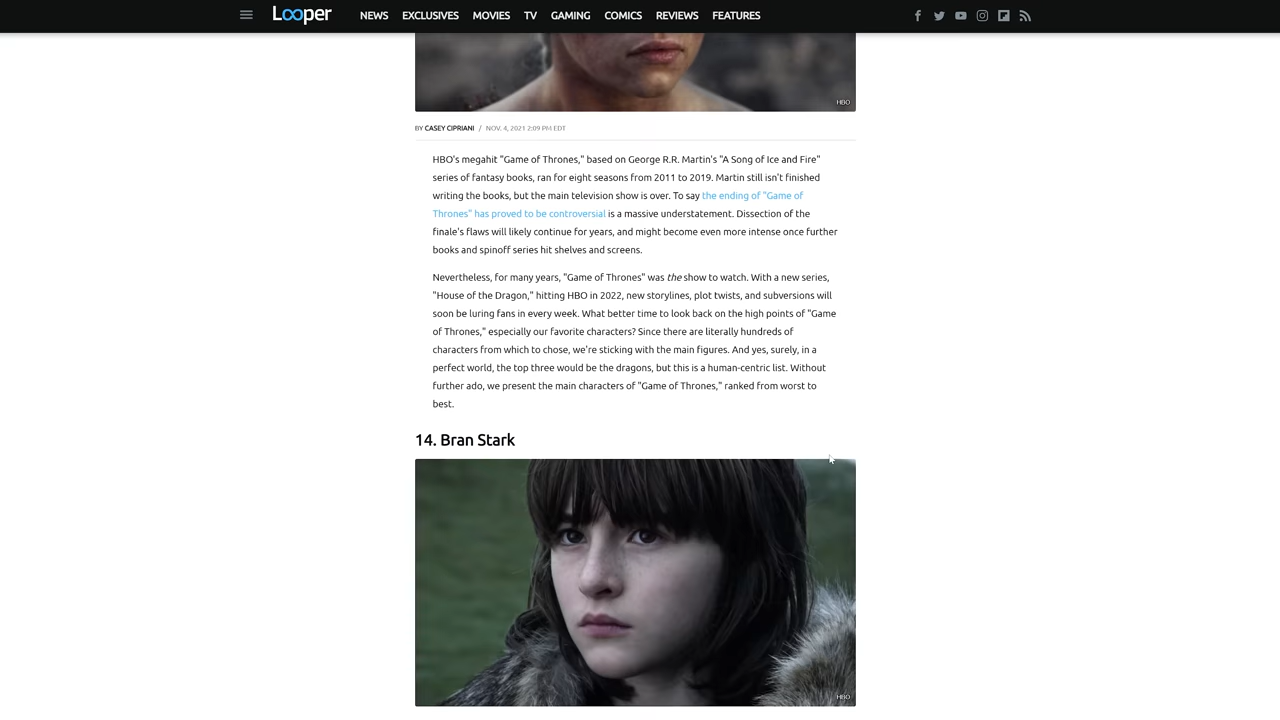 Looper
NEWS EXCLUSIVES MOVIES TV GAMING COMICS REVIEWS FEATURES
HBO
BY CASEY CIPRIANI / NOV. 4, 2021 2:09 PM EDT
HBO's megahit "Game of Thrones," based on George R.R. Martin's "A Song of Ice and Fire"
series of fantasy books, ran for eight seasons from 2011 to 2019. Martin still isn't finished
writing the books, but the main television show is over. To say the ending of "Game of
Thrones" has proved to be controversial is a massive understatement. Dissection of the
finale's flaws will likely continue for years, and might become even more intense once further
books and spinoff series hit shelves and screens.
Nevertheless, for many years, "Game of Thrones" was the show to watch. With a new series,
"House of the Dragon," hitting HBO in 2022, new storylines, plot twists, and subversions will
soon be luring fans in every week. What better time to look back on the high points of "Game
of Thrones," especially our favorite characters? Since there are literally hundreds of
characters from which to chose, we're sticking with the main figures. And yes, surely, in a
perfect world, the top three would be the dragons, but this is a human-centric list. Without
further ado, we present the main characters of "Game of Thrones," ranked from worst to
best.
14. Bran Stark
HBO